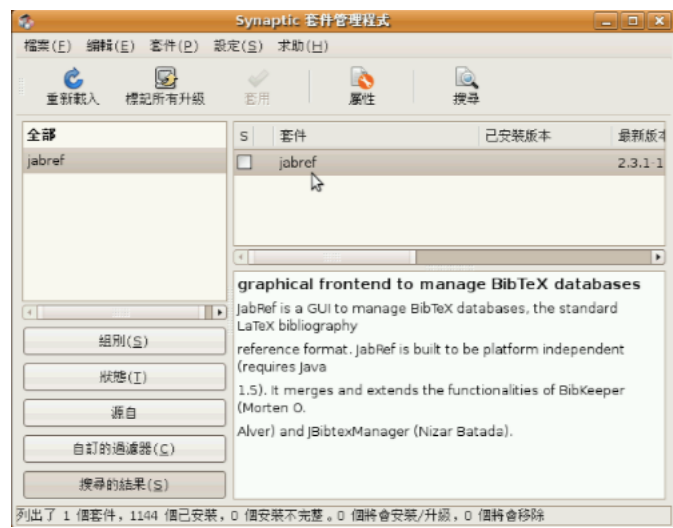 Synaptic 套件管理程式
檔案(F) 編輯(E) 套件(P) 設定(S) 求助(H)
重新載入 標記所有升級 套用 屬性 搜尋
全部
jabref
S 套件 已安裝版本 最新版本
jabref 2.3.1-1
graphical frontend to manage BibTeX databases
JabRef is a GUI to manage BibTeX databases, the standard
LaTeX bibliography
reference format. JabRef is built to be platform independent
(requires Java
1.5). It merges and extends the functionalities of BibKeeper
(Morten O.
Alver) and JBibtexManager (Nizar Batada).
組別(S)
狀態(T)
源自
自訂的過濾器(C)
搜尋的結果(S)
列出了 1 個套件，1144 個已安裝，0 個安裝不完整。0 個將會安裝/升級，0 個將會移除